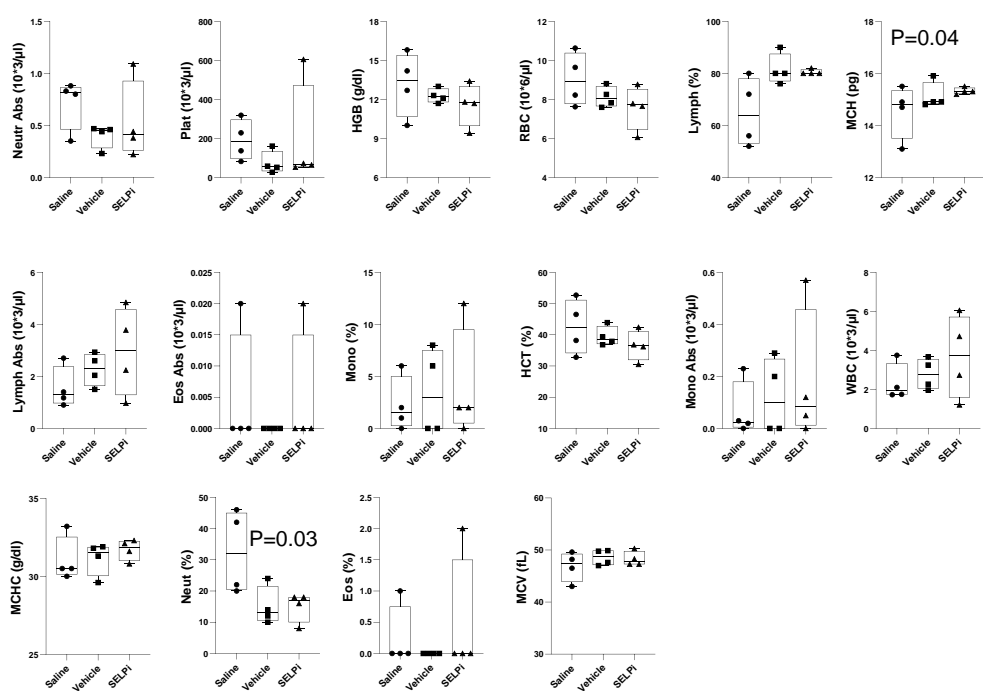 Neutr Abs (10*3/µl)
1.5
1.0
0.5
0.0
Saline
Vehicle
SELPi
Plat (10*3/µl)
800
600
400
200
0
Saline
Vehicle
SELPi
HGB (g/dl)
18
15
12
9
6
Saline
Vehicle
SELPi
RBC (10*6/µl)
12
10
8
6
4
Saline
Vehicle
SELPi
Lymph (%)
100
80
60
40
Saline
Vehicle
SELPi
MCH (pg)
18
16
14
12
P=0.04
Saline
Vehicle
SELPi
Lymph Abs (10*3/µl)
6
4
2
0
Saline
Vehicle
SELPi
Eos Abs (10*3/µl)
0.025
0.020
0.015
0.010
0.005
0.000
Saline
Vehicle
SELPi
Mono (%)
15
10
5
0
Saline
Vehicle
SELPi
HCT (%)
60
50
40
30
20
10
Saline
Vehicle
SELPi
Mono Abs (10*3/µl)
0.6
0.4
0.2
0.0
Saline
Vehicle
SELPi
WBC (10*3/µl)
8
6
4
2
0
Saline
Vehicle
SELPi
MCHC (g/dl)
35
30
25
Saline
Vehicle
SELPi
Neut (%)
50
40
30
20
10
0
P=0.03
Saline
Vehicle
SELPi
Eos (%)
2.5
2.0
1.5
1.0
0.5
0.0
Saline
Vehicle
SELPi
MCV (fL)
60
50
40
30
Saline
Vehicle
SELPi